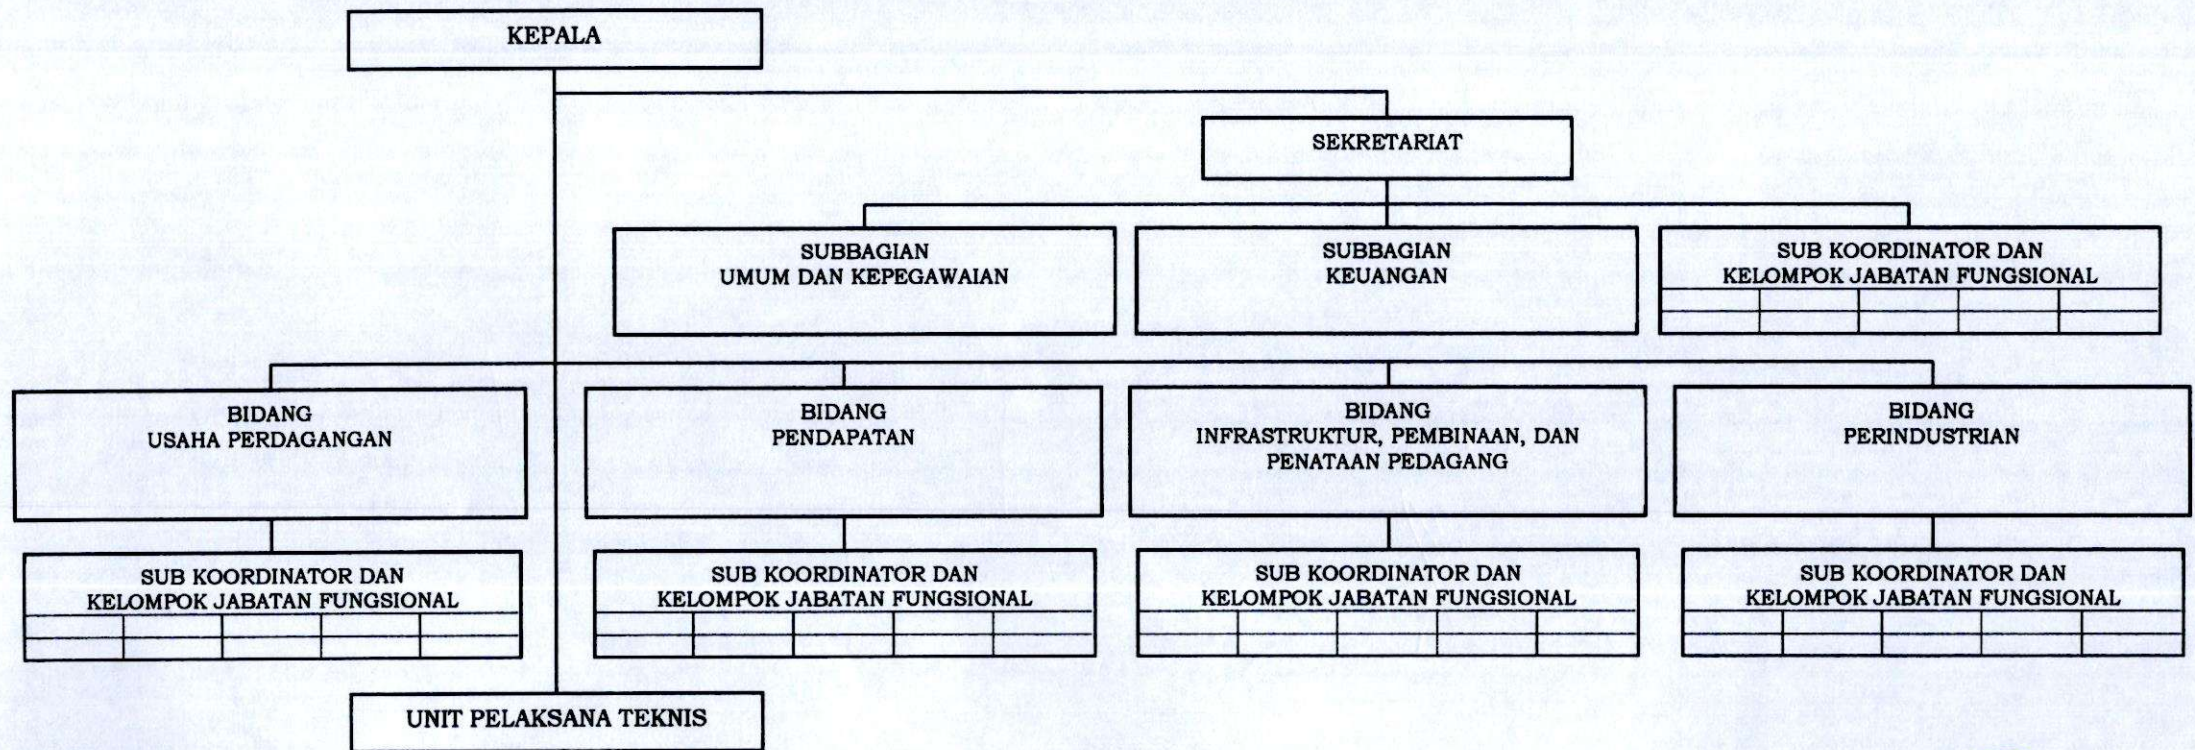 KEPALA
SEKRETARIAT
SUBBAGIAN
UMUM DAN KEPEGAWAIAN
SUBBAGIAN
KEUANGAN
SUB KOORDINATOR DAN
KELOMPOK JABATAN FUNGSIONAL
BIDANG
USAHA PERDAGANGAN
BIDANG
PENDAPATAN
BIDANG
INFRASTRUKTUR, PEMBINAAN, DAN
PENATAAN PEDAGANG
BIDANG
PERINDUSTRIAN
SUB KOORDINATOR DAN
KELOMPOK JABATAN FUNGSIONAL
SUB KOORDINATOR DAN
KELOMPOK JABATAN FUNGSIONAL
SUB KOORDINATOR DAN
KELOMPOK JABATAN FUNGSIONAL
SUB KOORDINATOR DAN
KELOMPOK JABATAN FUNGSIONAL
UNIT PELAKSANA TEKNIS